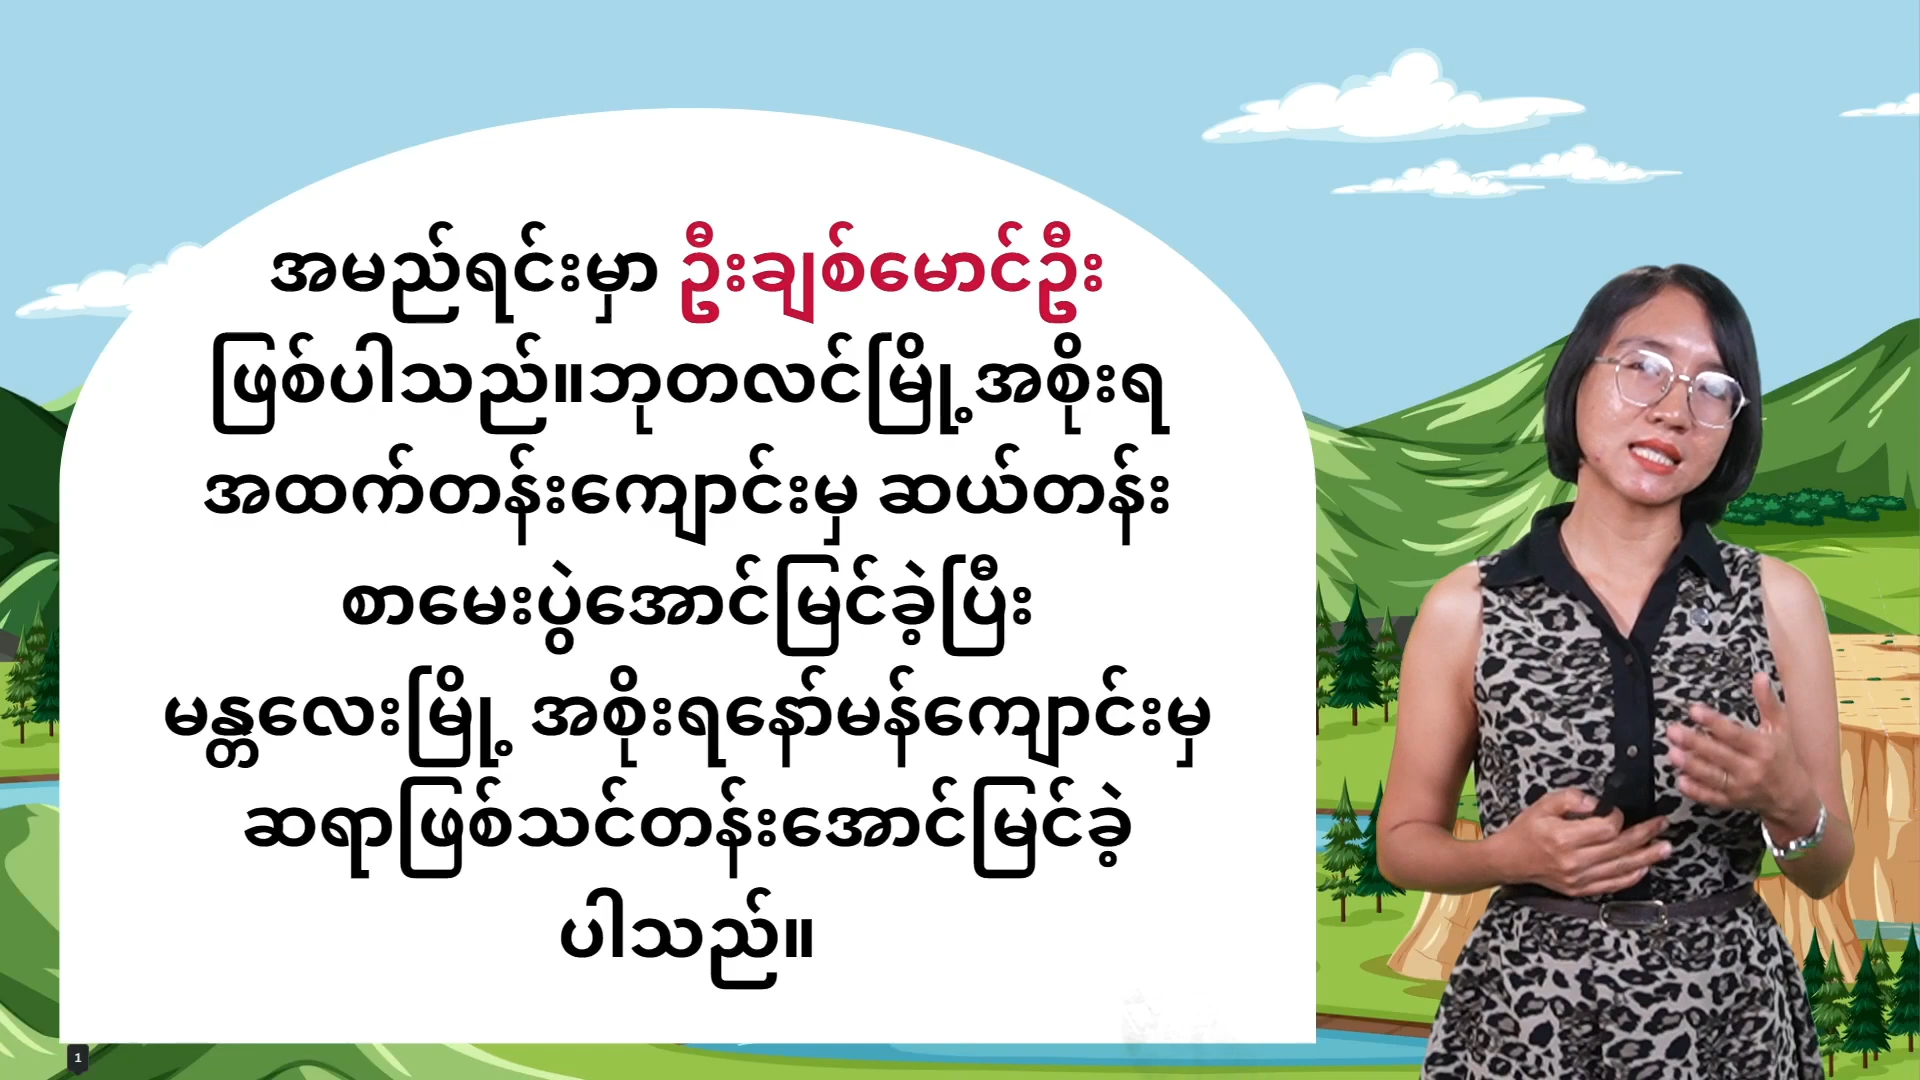 အမည်ရင်းမှာ ဦးချစ်မောင်ဦး
ဖြစ်ပါသည်။ဘုတလင်မြို့အစိုးရ
အထက်တန်းကျောင်းမှ ဆယ်တန်း
စာမေးပွဲအောင်မြင်ခဲ့ပြီး
မန္တလေးမြို့ အစိုးရနော်မန်ကျောင်းမှ
ဆရာဖြစ်သင်တန်းအောင်မြင်ခဲ့
ပါသည်။
1